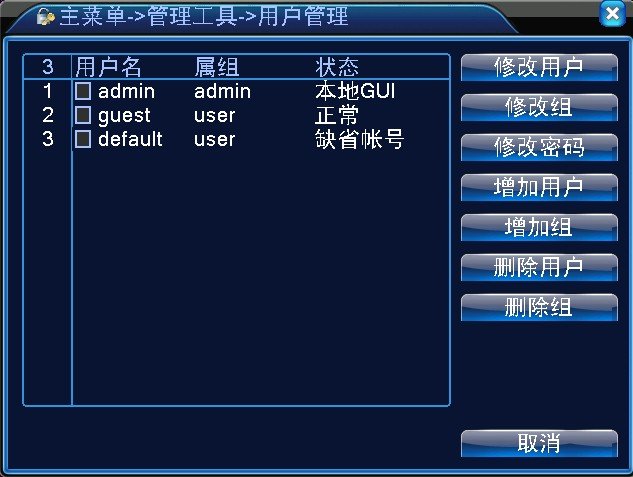 主菜单->管理工具->用户管理
3 用户名 属组 状态
1 admin admin 本地GUI
2 guest user 正常
3 default user 缺省帐号
修改用户
修改组
修改密码
增加用户
增加组
删除用户
删除组
取消